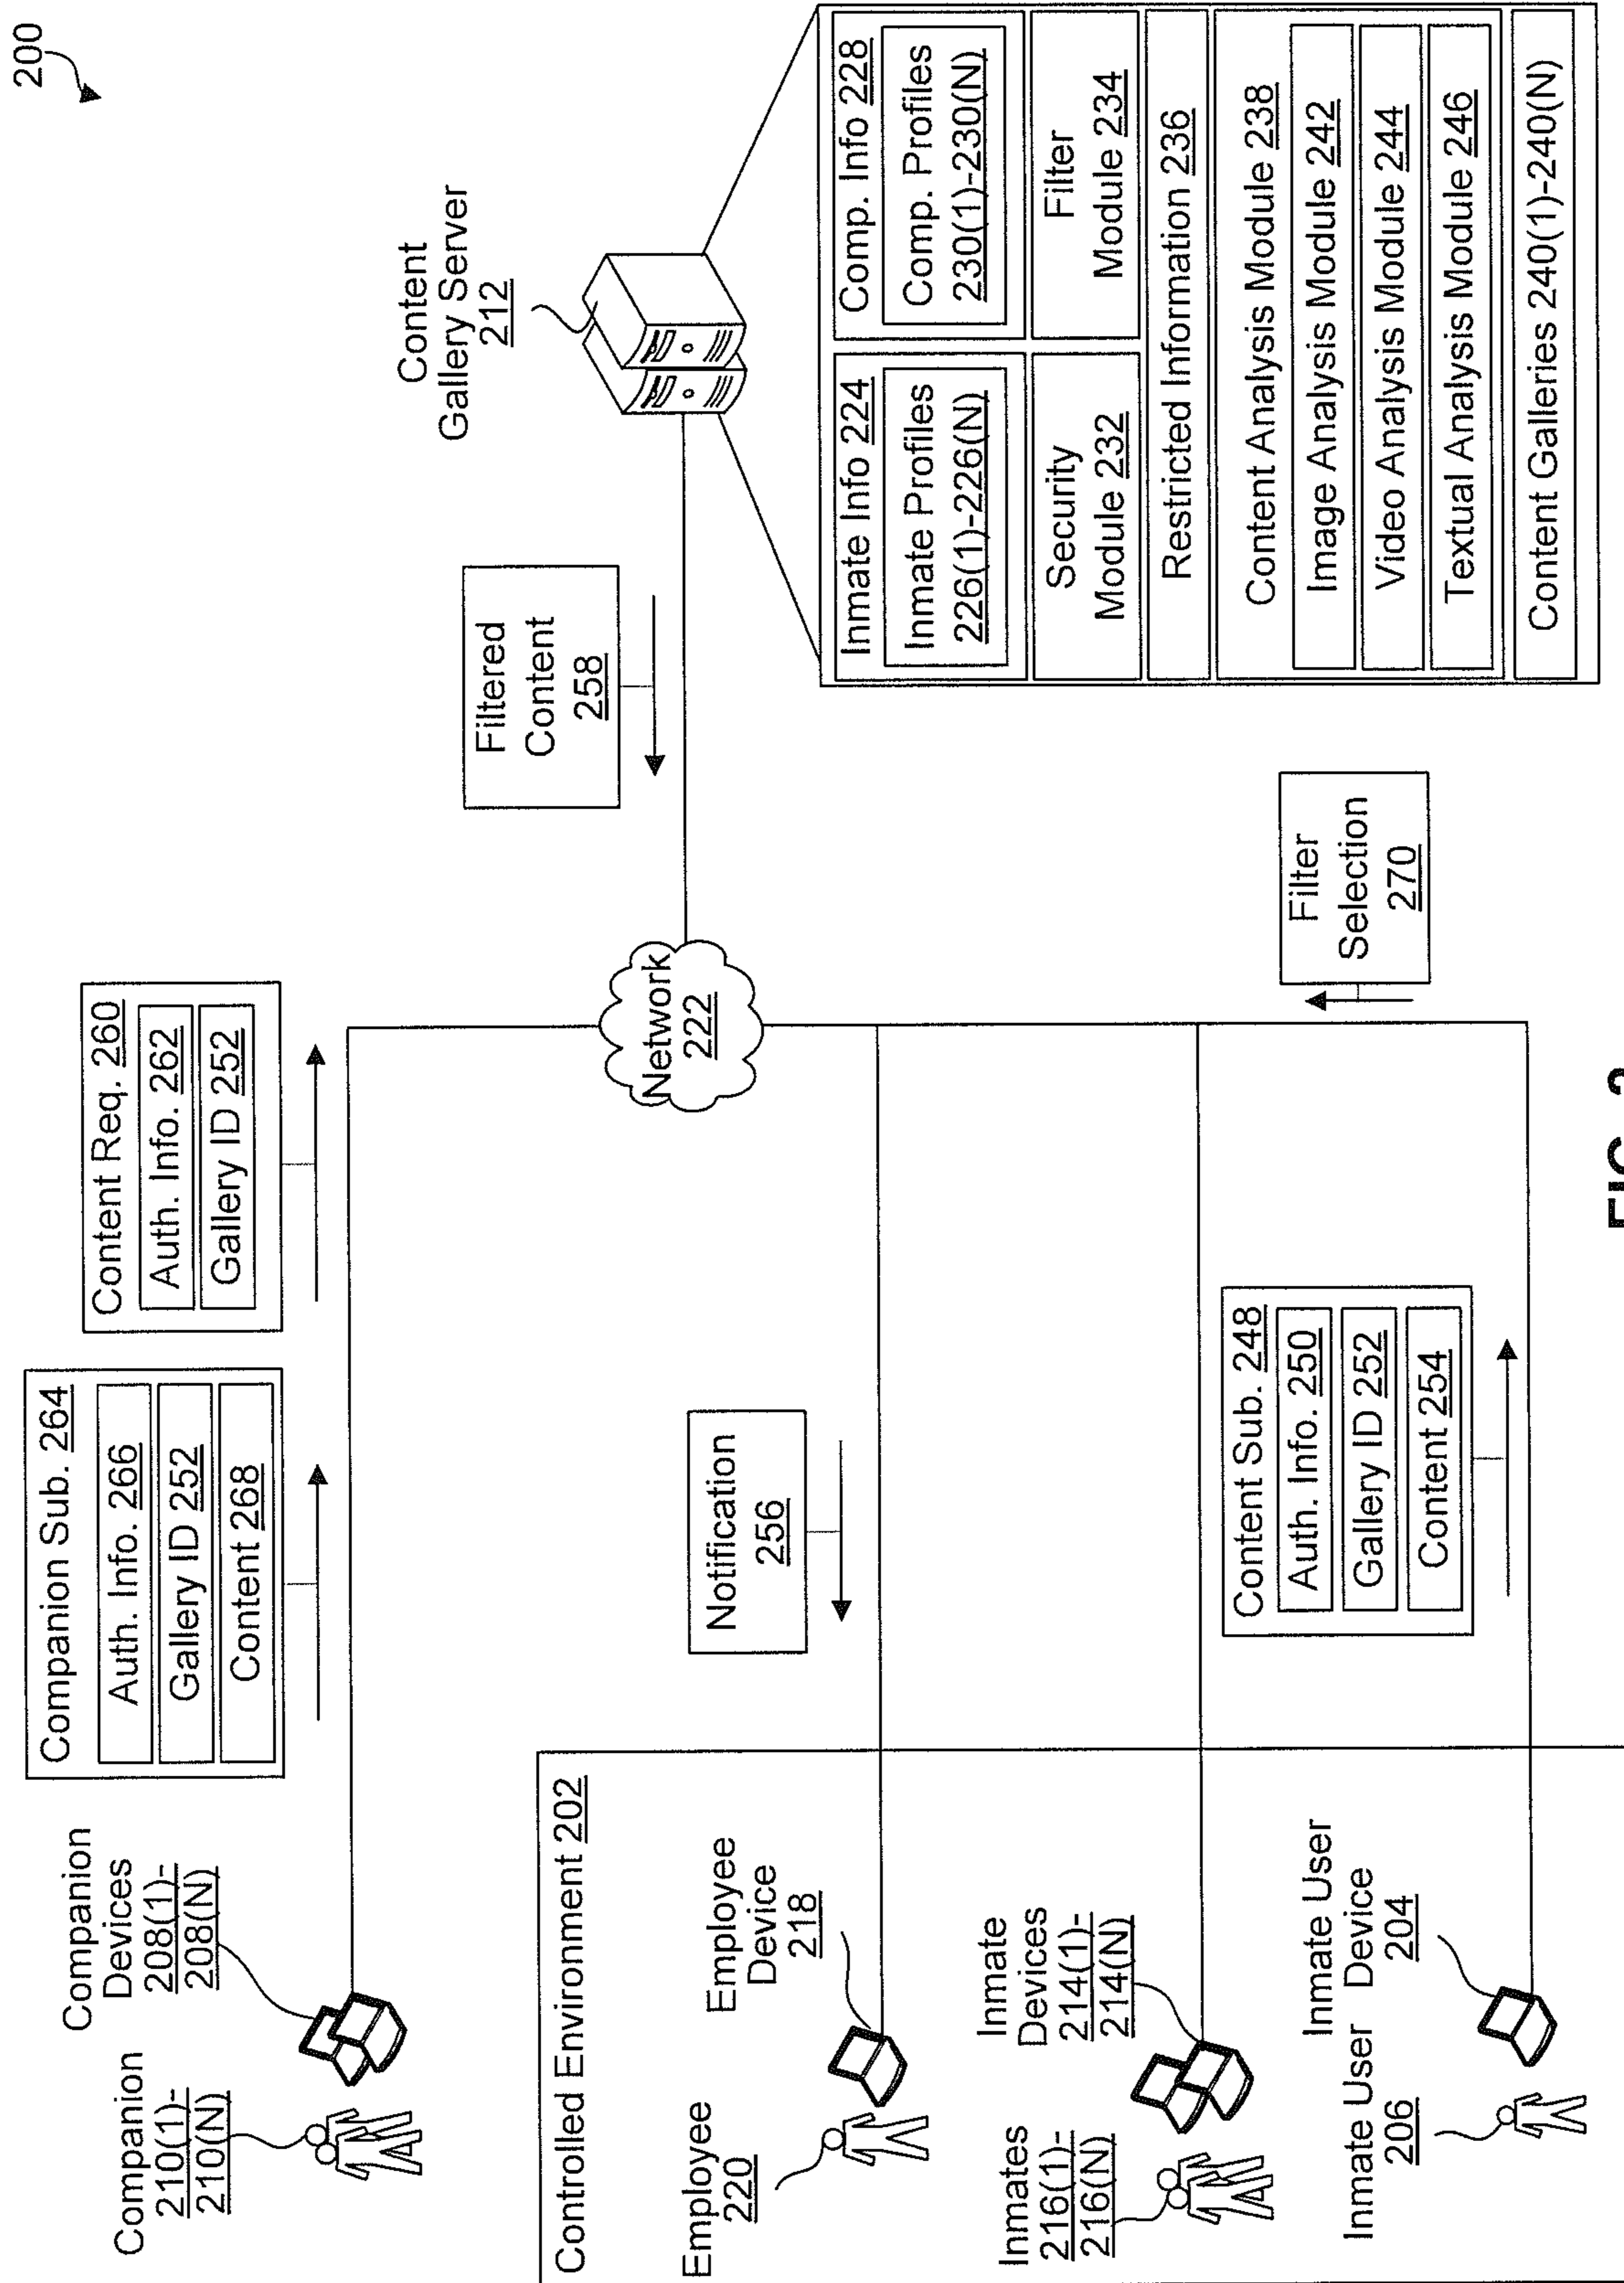 200
Companion Sub. 264
Auth. Info. 266
Gallery ID 252
Content 268
Content Req. 260
Auth. Info. 262
Gallery ID 252
Companion
Devices
208(1)-
208(N)
Companion
210(1)-
210(N)
Content
Gallery Server
212
Filtered
Content
258
Network
222
Controlled Environment 202
Employee
220
Employee
Device
218
Notification
256
Inmates
216(1)-
216(N)
Inmate
Devices
214(1)-
214(N)
Inmate User
206
Inmate User
Device
204
Content Sub. 248
Auth. Info. 250
Gallery ID 252
Content 254
Filter
Selection
270
Inmate Info 224
Inmate Profiles
226(1)-226(N)
Comp. Info 228
Comp. Profiles
230(1)-230(N)
Security
Module 232
Filter
Module 234
Restricted Information 236
Content Analysis Module 238
Image Analysis Module 242
Video Analysis Module 244
Textual Analysis Module 246
Content Galleries 240(1)-240(N)
FIG. 2